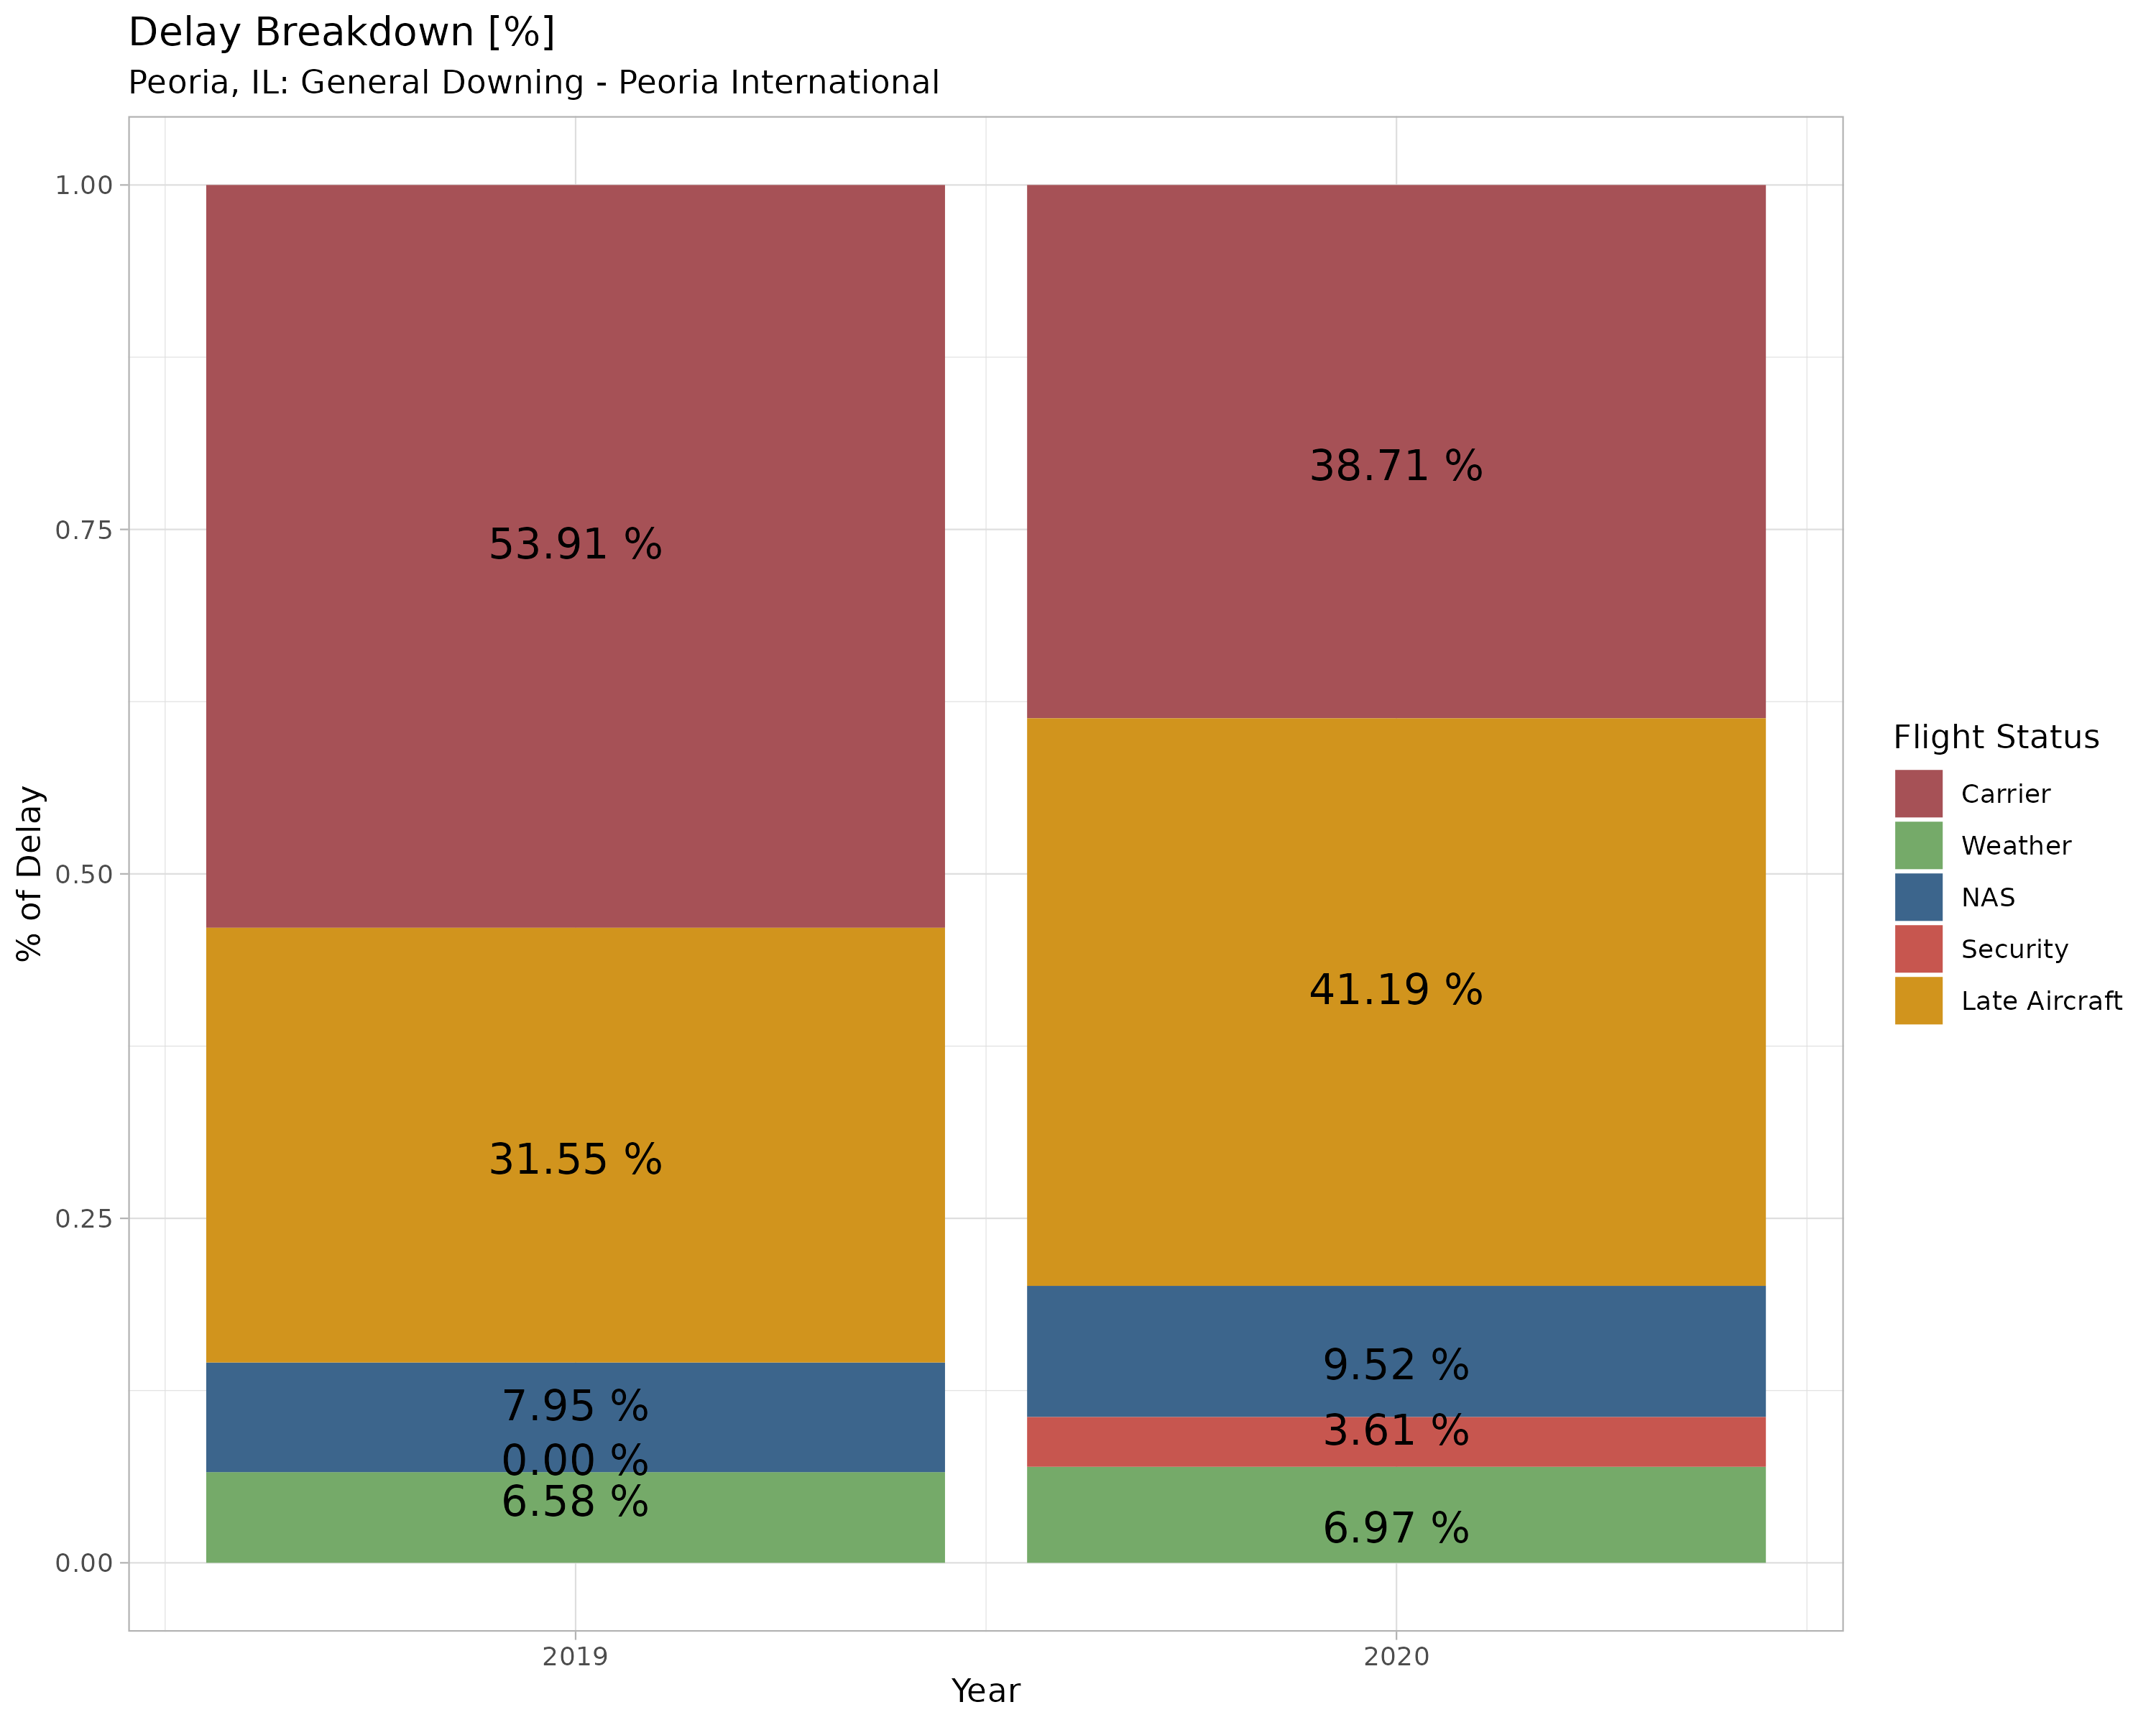 Delay Breakdown [%]
Peoria, IL: General Downing - Peoria International
% of Delay
1.00
0.75
0.50
0.25
0.00
53.91 %
31.55 %
7.95 %
0.00 %
6.58 %
38.71 %
41.19 %
9.52 %
3.61 %
6.97 %
2019
2020
Year
Flight Status
Carrier
Weather
NAS
Security
Late Aircraft